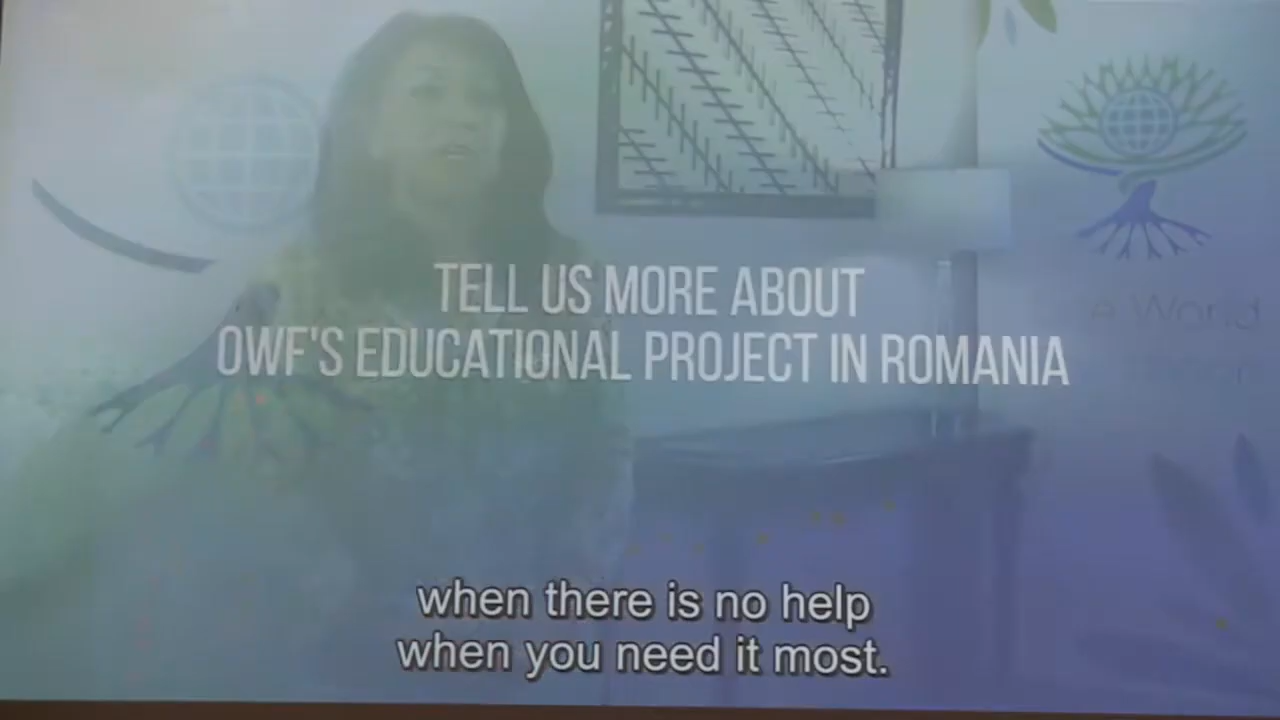 TELL US MORE ABOUT
OWF'S EDUCATIONAL PROJECT IN ROMANIA
World
when there is no help
when you need it most.